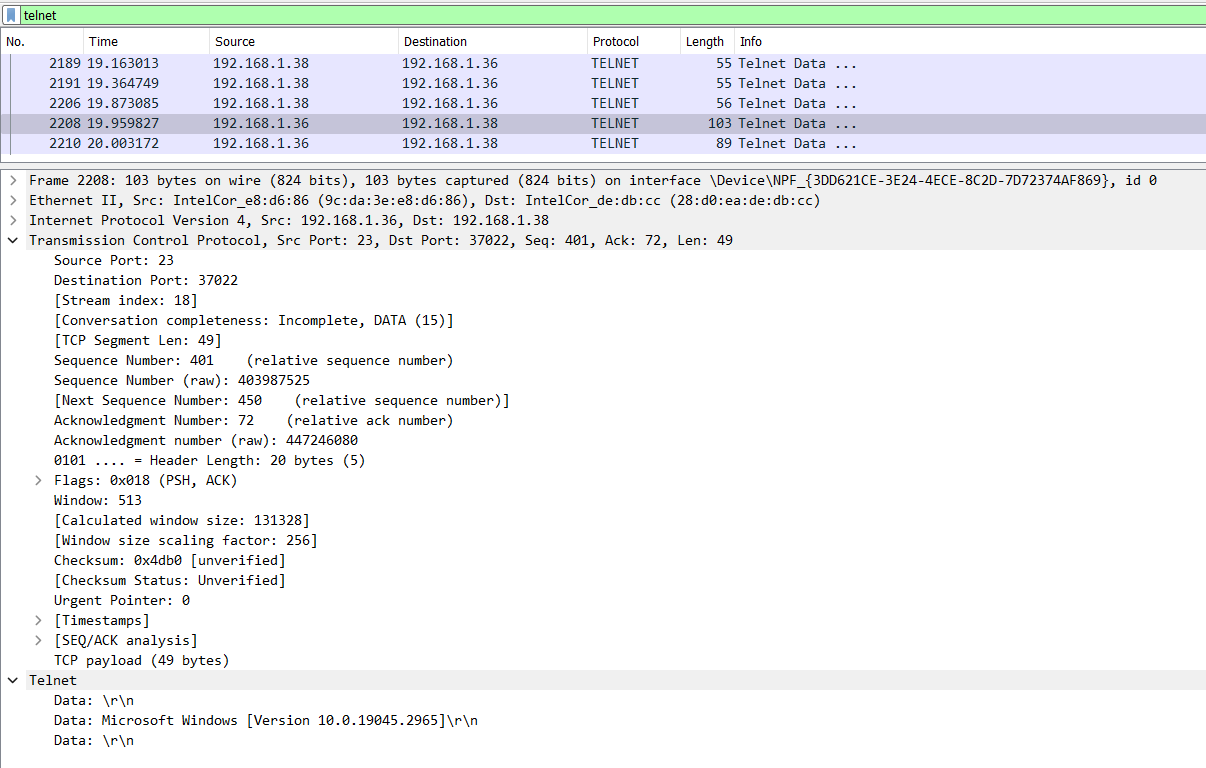 telnet
No. Time Source Destination Protocol Length Info
2189 19.163013 192.168.1.38 192.168.1.36 TELNET 55 Telnet Data ...
2191 19.364749 192.168.1.38 192.168.1.36 TELNET 55 Telnet Data ...
2206 19.873085 192.168.1.38 192.168.1.36 TELNET 56 Telnet Data ...
2208 19.959827 192.168.1.36 192.168.1.38 TELNET 103 Telnet Data ...
2210 20.003172 192.168.1.36 192.168.1.38 TELNET 89 Telnet Data ...
Frame 2208: 103 bytes on wire (824 bits), 103 bytes captured (824 bits) on interface \Device\NPF_{3DD621CE-3E24-4ECE-8C2D-7D72374AF869}, id 0
Ethernet II, Src: IntelCor_e8:d6:86 (9c:da:3e:e8:d6:86), Dst: IntelCor_de:db:cc (28:d0:ea:de:db:cc)
Internet Protocol Version 4, Src: 192.168.1.36, Dst: 192.168.1.38
Transmission Control Protocol, Src Port: 23, Dst Port: 37022, Seq: 401, Ack: 72, Len: 49
Source Port: 23
Destination Port: 37022
[Stream index: 18]
[Conversation completeness: Incomplete, DATA (15)]
[TCP Segment Len: 49]
Sequence Number: 401 (relative sequence number)
Sequence Number (raw): 403987525
[Next Sequence Number: 450 (relative sequence number)]
Acknowledgment Number: 72 (relative ack number)
Acknowledgment number (raw): 447246080
0101 .... = Header Length: 20 bytes (5)
Flags: 0x018 (PSH, ACK)
Window: 513
[Calculated window size: 131328]
[Window size scaling factor: 256]
Checksum: 0x4db0 [unverified]
[Checksum Status: Unverified]
Urgent Pointer: 0
[Timestamps]
[SEQ/ACK analysis]
TCP payload (49 bytes)
Telnet
Data: \r\n
Data: Microsoft Windows [Version 10.0.19045.2965]\r\n
Data: \r\n